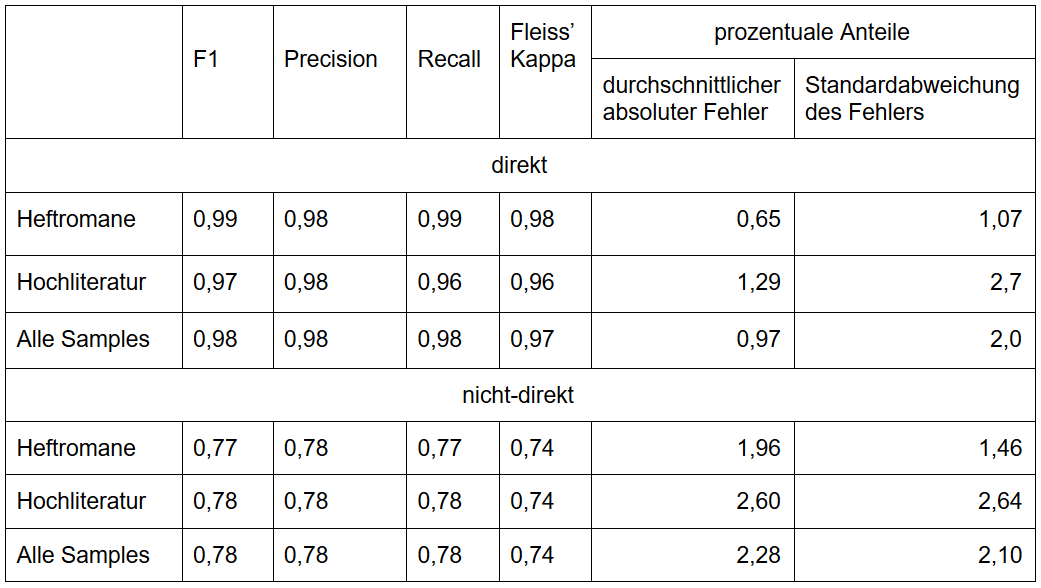 F1 Precision Recall Fleiss’ Kappa prozentuale Anteile
durchschnittlicher absoluter Fehler Standardabweichung des Fehlers
direkt
Heftromane 0,99 0,98 0,99 0,98 0,65 1,07
Hochliteratur 0,97 0,98 0,96 0,96 1,29 2,7
Alle Samples 0,98 0,98 0,98 0,97 0,97 2,0
nicht-direkt
Heftromane 0,77 0,78 0,77 0,74 1,96 1,46
Hochliteratur 0,78 0,78 0,78 0,74 2,60 2,64
Alle Samples 0,78 0,78 0,78 0,74 2,28 2,10